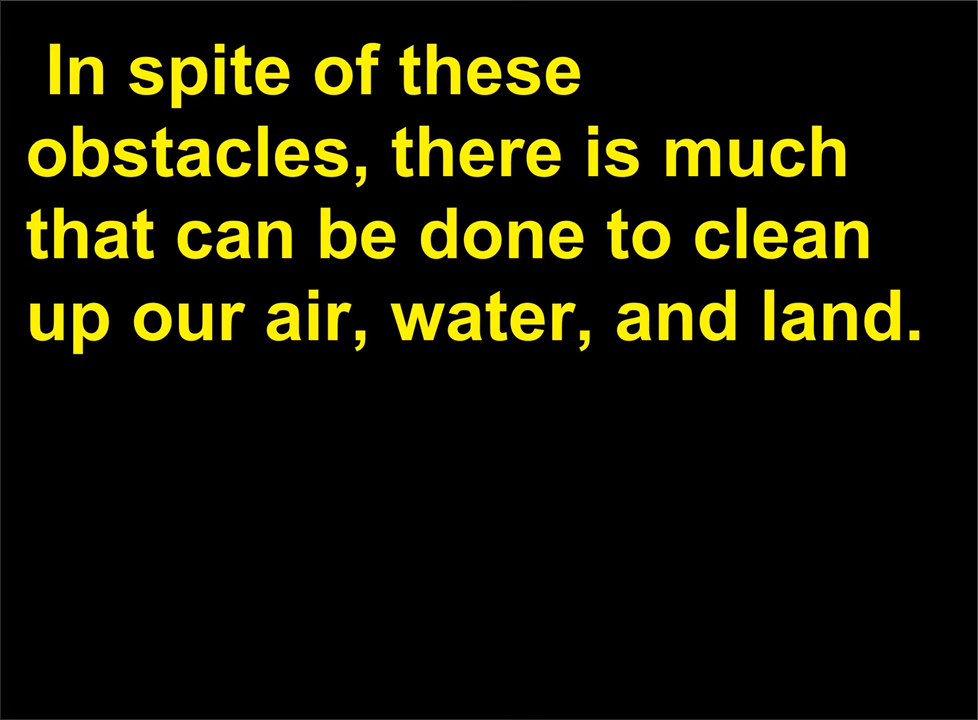 In spite of these
obstacles, there is much
that can be done to clean
up our air, water, and land.